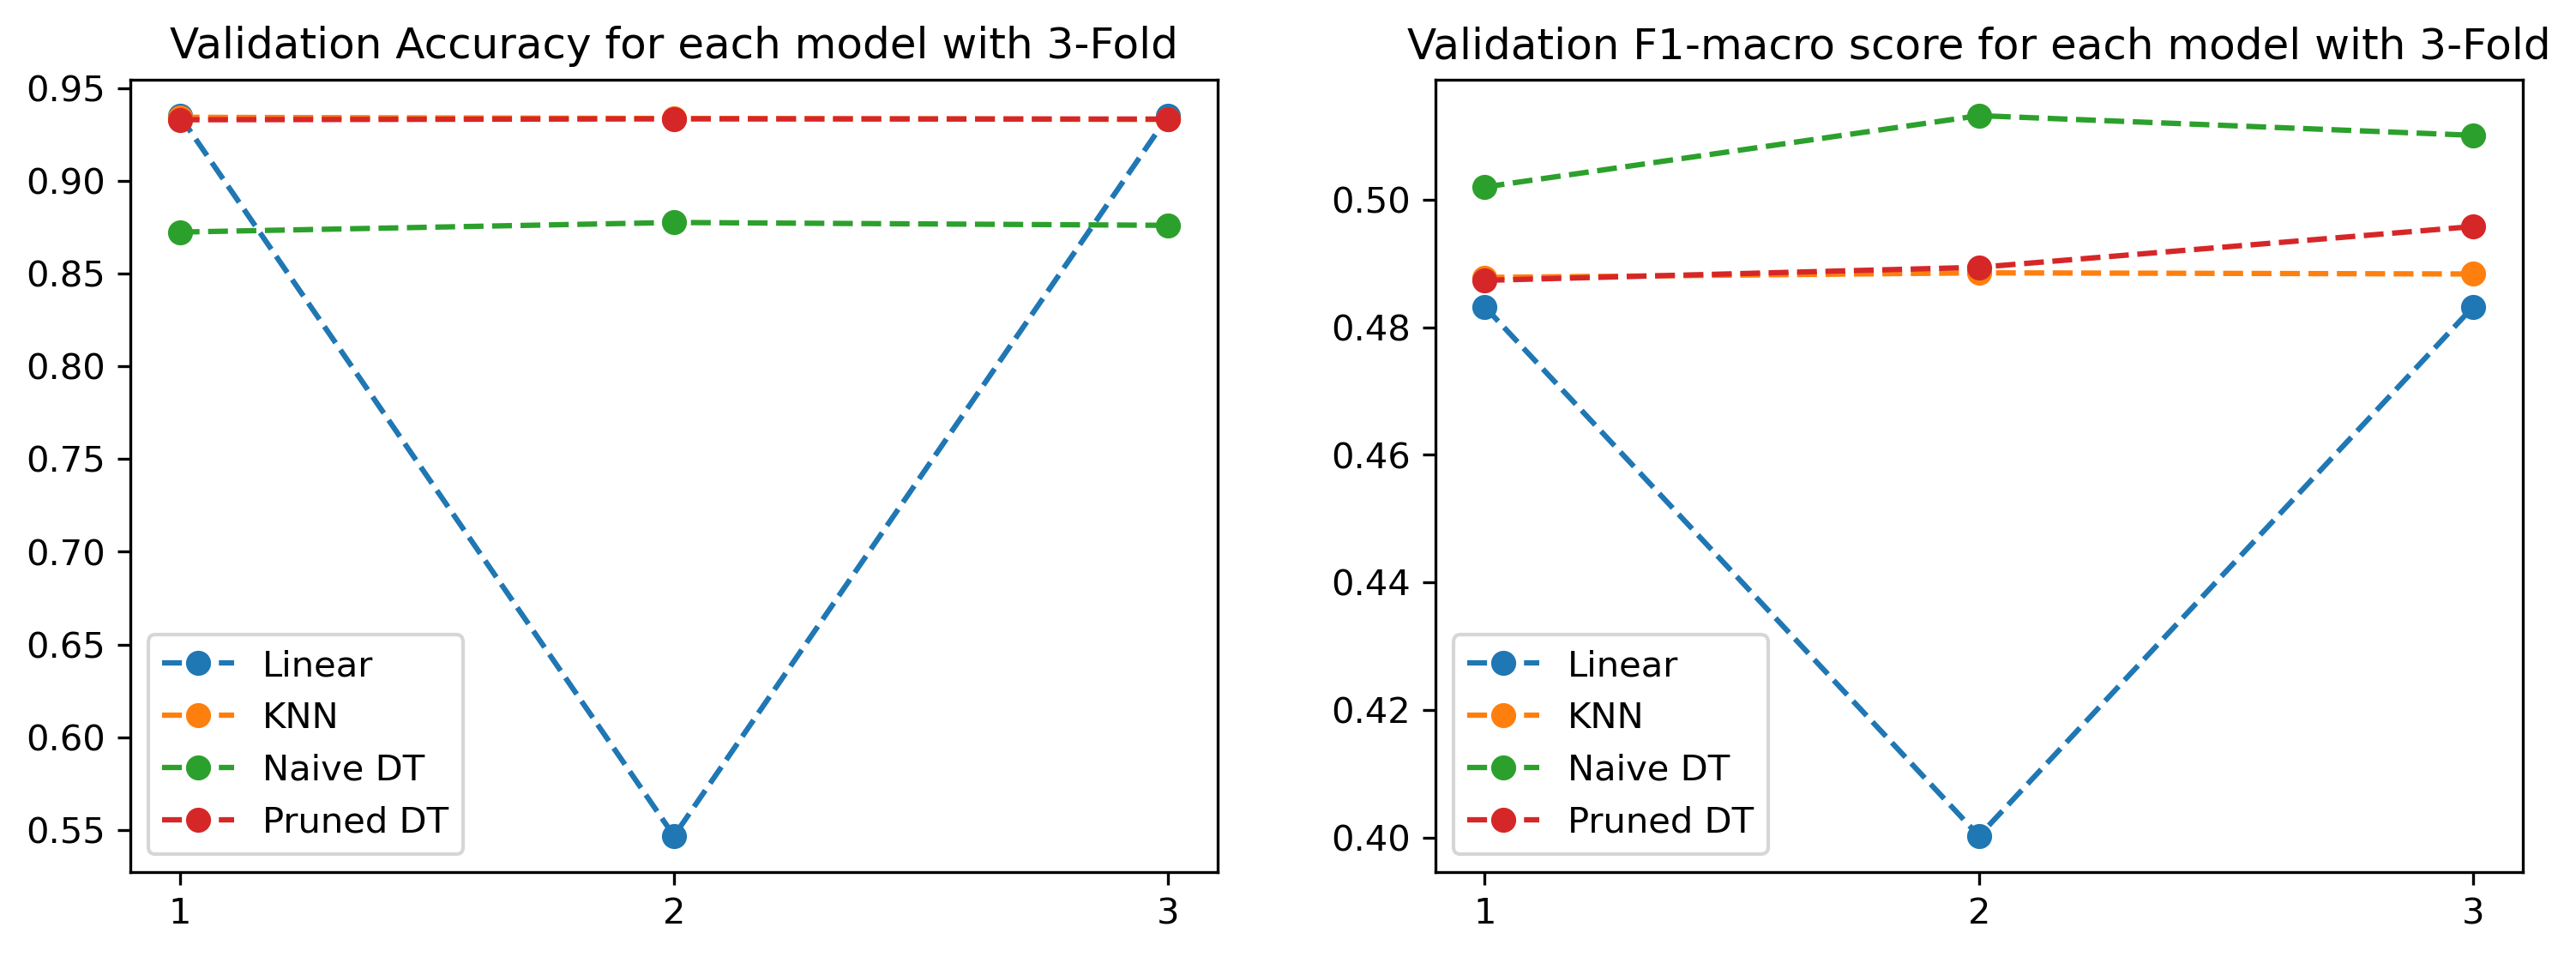 Validation Accuracy for each model with 3-Fold
0.95
0.90
0.85
0.80
0.75
0.70
0.65
0.60
0.55
Linear
KNN
Naive DT
Pruned DT
1 2 3
Validation F1-macro score for each model with 3-Fold
0.50
0.48
0.46
0.44
0.42
0.40
Linear
KNN
Naive DT
Pruned DT
1 2 3